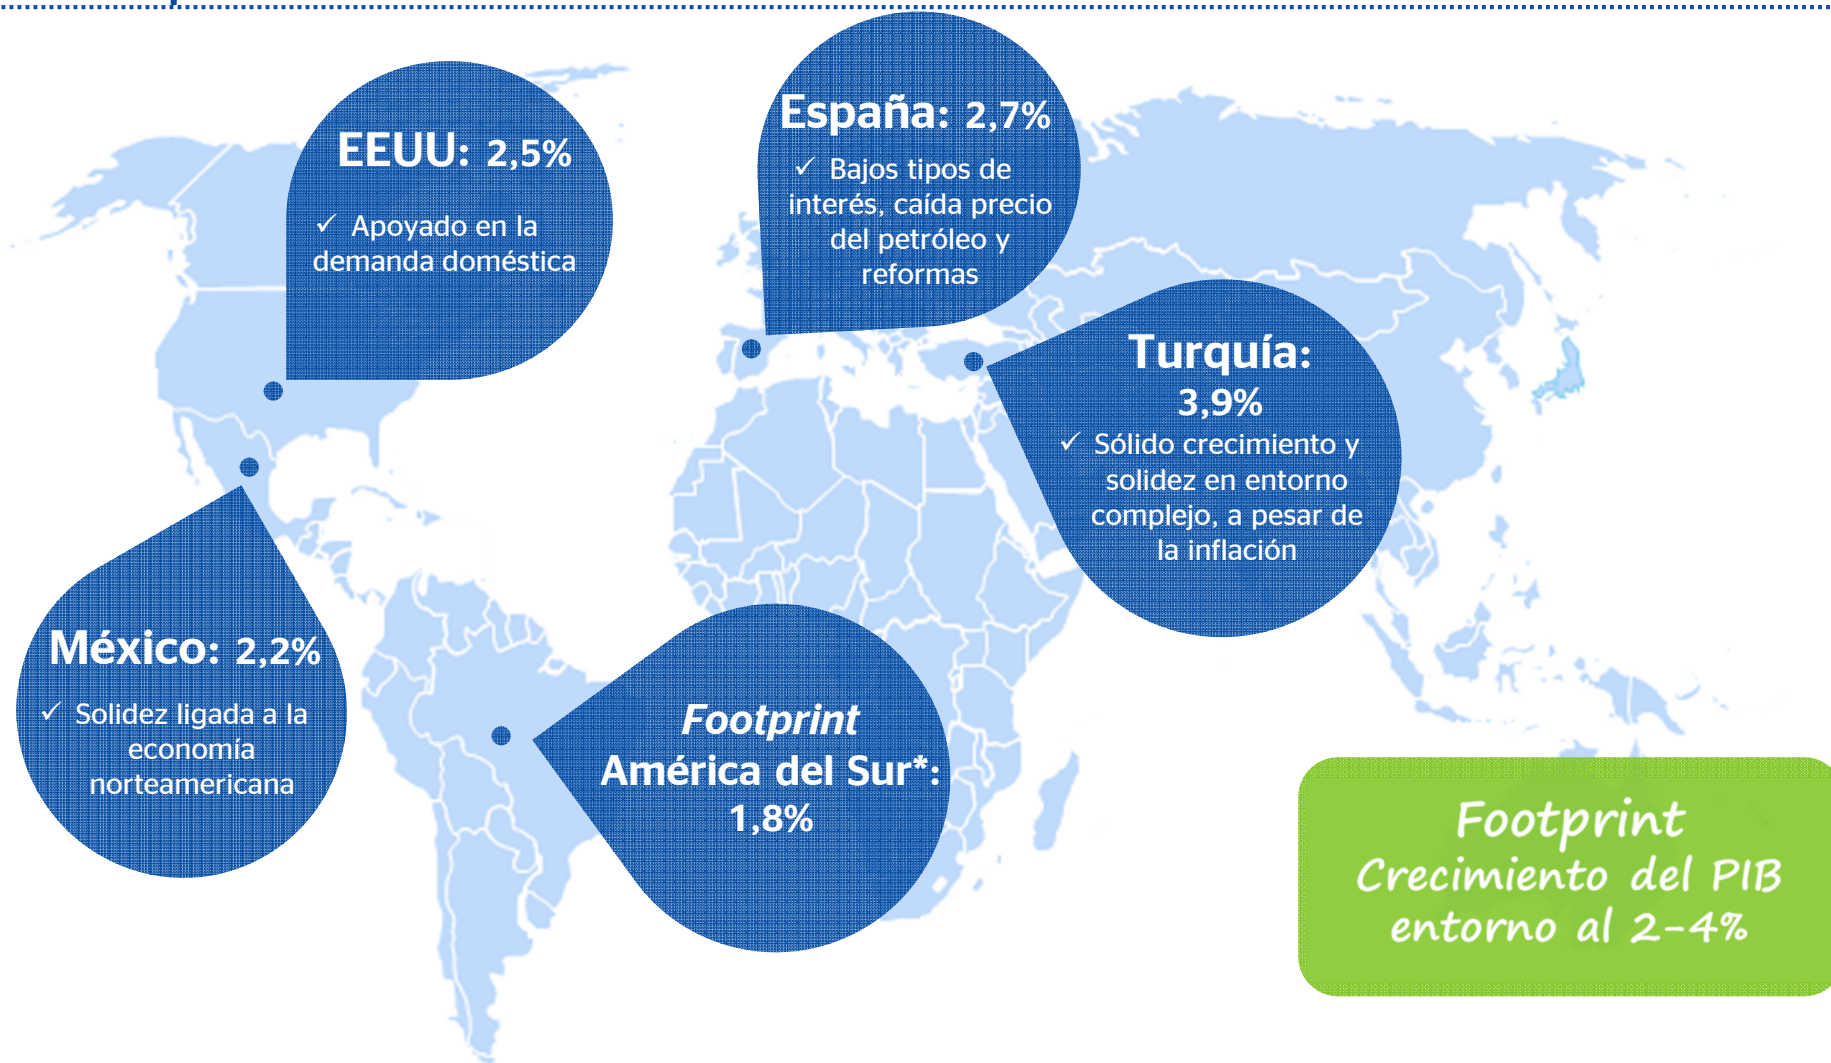 EEUU: 2,5%
✓ Apoyado en la
demanda doméstica
España: 2,7%
✓ Bajos tipos de
interés, caída precio
del petróleo y
reformas
Turquía:
3,9%
✓ Sólido crecimiento y
solidez en entorno
complejo, a pesar de
la inflación
México: 2,2%
✓ Solidez ligada a la
economía
norteamericana
Footprint
América del Sur*:
1,8%
Footprint
Crecimiento del PIB
entorno al 2-4%